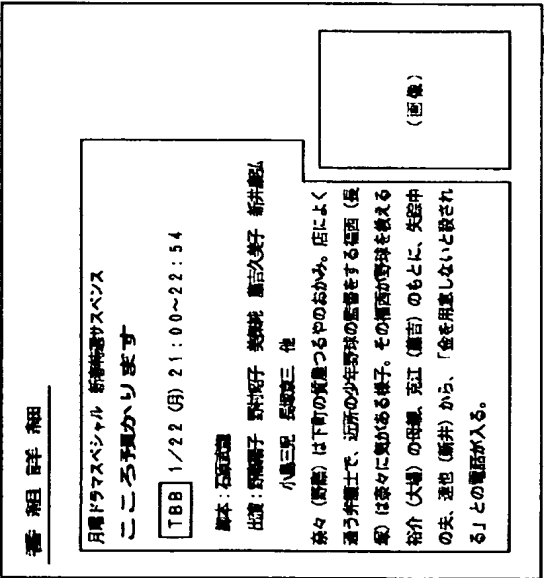 番組詳細
月曜ドラマスペシャル 新春特選サスペンス
こころ預かります
TBB 1/22 (月) 21:00~22:54
脚本:石原武龍
出演:野際陽子 野村昭子 美保純 藤吉久美子 新井康弘
小島三児 長塚京三 他
奈々(野際)は下町の質屋つるやのおかみ。店によく
通う弁護士で、近所の少年野球の監督をする福西(長
塚)は奈々に気がある様子。その福西が野球を教える
裕介(大場)の母親、克江(藤吉)のもとに、失踪中
の夫、達也(新井)から、「金を用意しないと殺され
る」との電話が入る。
(画像)